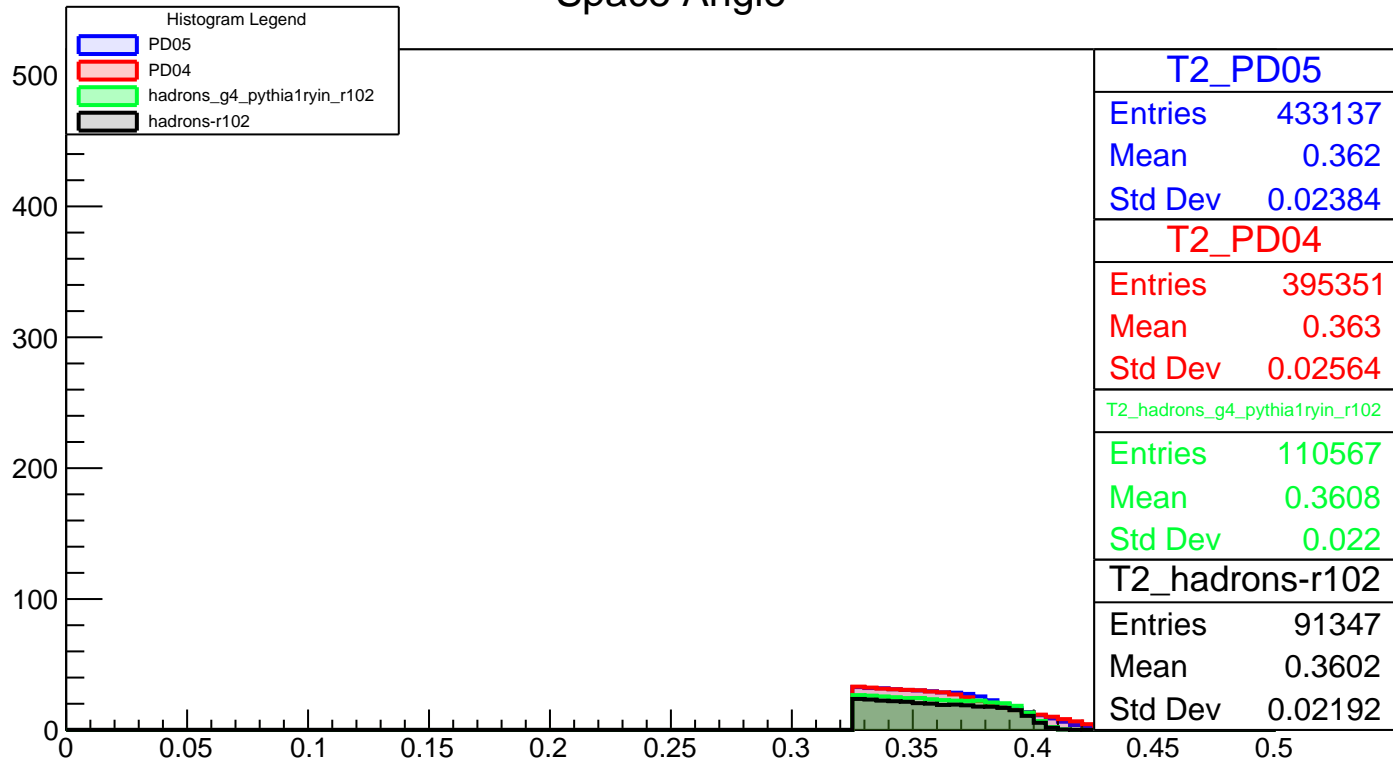 Space Angle
Histogram Legend
PD05
PD04
hadrons_g4_pythia1ryin_r102
hadrons-r102
500
400
300
200
100
0
0 0.05 0.1 0.15 0.2 0.25 0.3 0.35 0.4 0.45 0.5
T2_PD05
Entries 433137
Mean 0.362
Std Dev 0.02384
T2_PD04
Entries 395351
Mean 0.363
Std Dev 0.02564
T2_hadrons_g4_pythia1ryin_r102
Entries 110567
Mean 0.3608
Std Dev 0.022
T2_hadrons-r102
Entries 91347
Mean 0.3602
Std Dev 0.02192